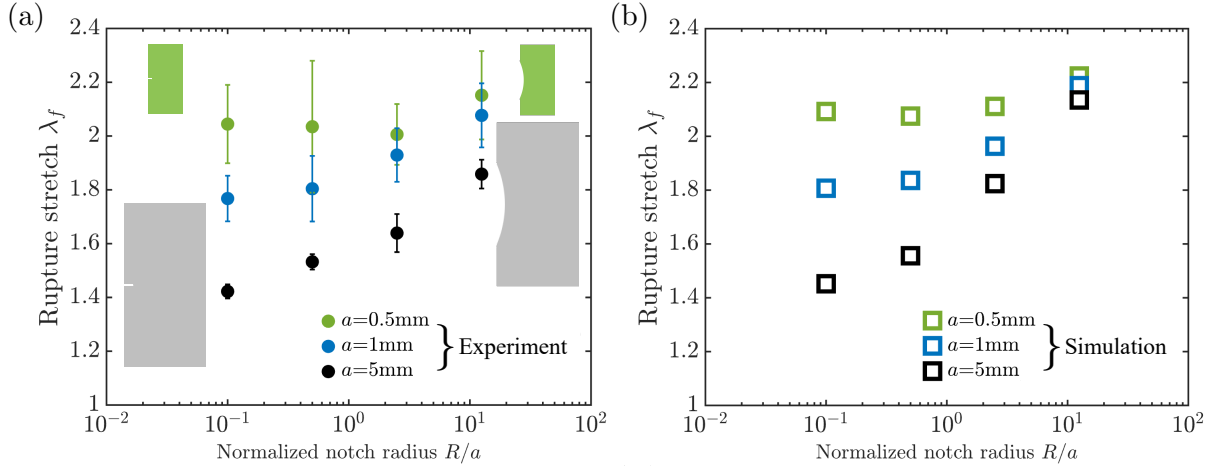 (a)
2.4
2.2
2
1.8
1.6
1.4
1.2
1
Rupture stretch λ_f
a=0.5mm
a=1mm
a=5mm
} Experiment
10^{-2}
10^{-1}
10^{0}
10^{1}
10^{2}
Normalized notch radius R/a
(b)
2.4
2.2
2
1.8
1.6
1.4
1.2
1
Rupture stretch λ_f
a=0.5mm
a=1mm
a=5mm
} Simulation
10^{-2}
10^{-1}
10^{0}
10^{1}
10^{2}
Normalized notch radius R/a